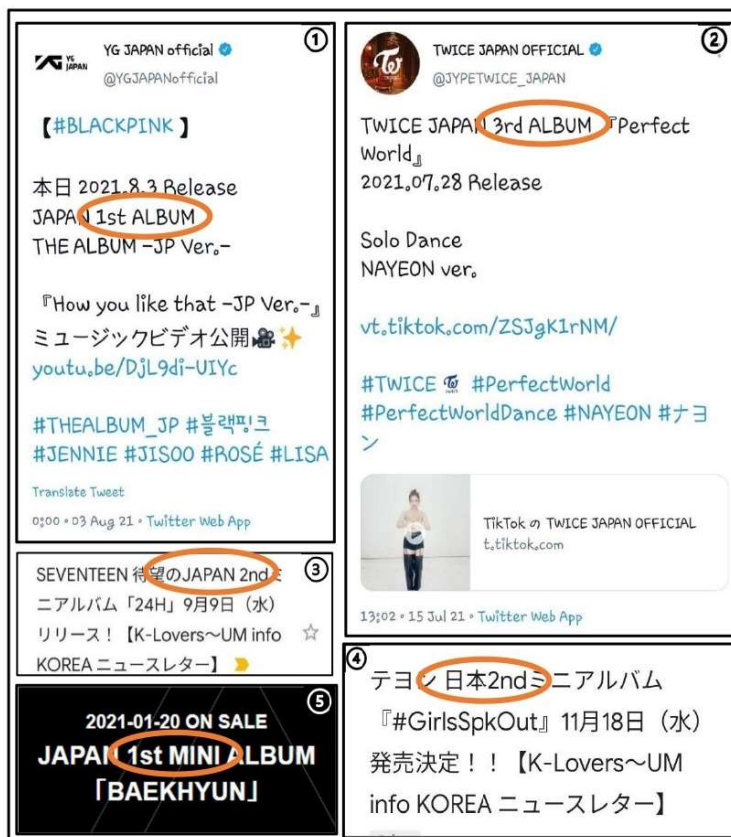 ①
YG JAPAN
YG JAPAN official
@YGJAPANofficial
【#BLACKPINK】
本日 2021.8.3 Release
JAPAN 1st ALBUM
THE ALBUM -JP Ver.-
『How you like that -JP Ver.-』
ミュージックビデオ公開🎥✨
youtu.be/DjL9di-UIYc
#THEALBUM_JP #블랙핑크
#JENNIE #JISOO #ROSÉ #LISA
Translate Tweet
0:00 • 03 Aug 21 • Twitter Web App
②
TWICE JAPAN OFFICIAL
@JYPETWICE_JAPAN
TWICE JAPAN 3rd ALBUM『Perfect
World』
2021.07.28 Release
Solo Dance
NAYEON ver.
vt.tiktok.com/ZSJgK1rNM/
#TWICE #PerfectWorld
#PerfectWorldDance #NAYEON #ナヨ
ン
TikTok の TWICE JAPAN OFFICIAL
t.tiktok.com
13:02 • 15 Jul 21 • Twitter Web App
③
SEVENTEEN 待望のJAPAN 2ndミ
ニアルバム「24H」9月9日（水）
リリース！【K-Lovers～UM info
KOREA ニュースレター】
④
テヨン 日本2ndミニアルバム
『#GirlsSpkOut』11月18日（水）
発売決定！！【K-Lovers～UM
info KOREA ニュースレター】
⑤
2021-01-20 ON SALE
JAPAN 1st MINI ALBUM
「BAEKHYUN」